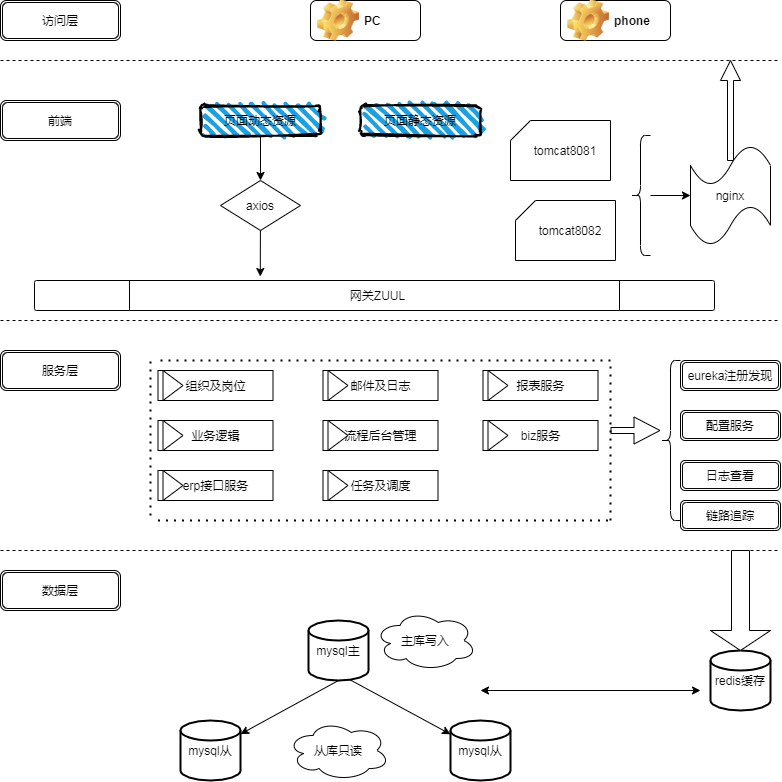 访问层
PC
phone
前端
页面动态资源
页面静态资源
tomcat8081
axios
nginx
tomcat8082
网关ZUUL
服务层
组织及岗位
邮件及日志
报表服务
eureka注册发现
业务逻辑
流程后台管理
biz服务
配置服务
erp接口服务
任务及调度
日志查看
链路追踪
数据层
主库写入
mysql主
redis缓存
mysql从
从库只读
mysql从